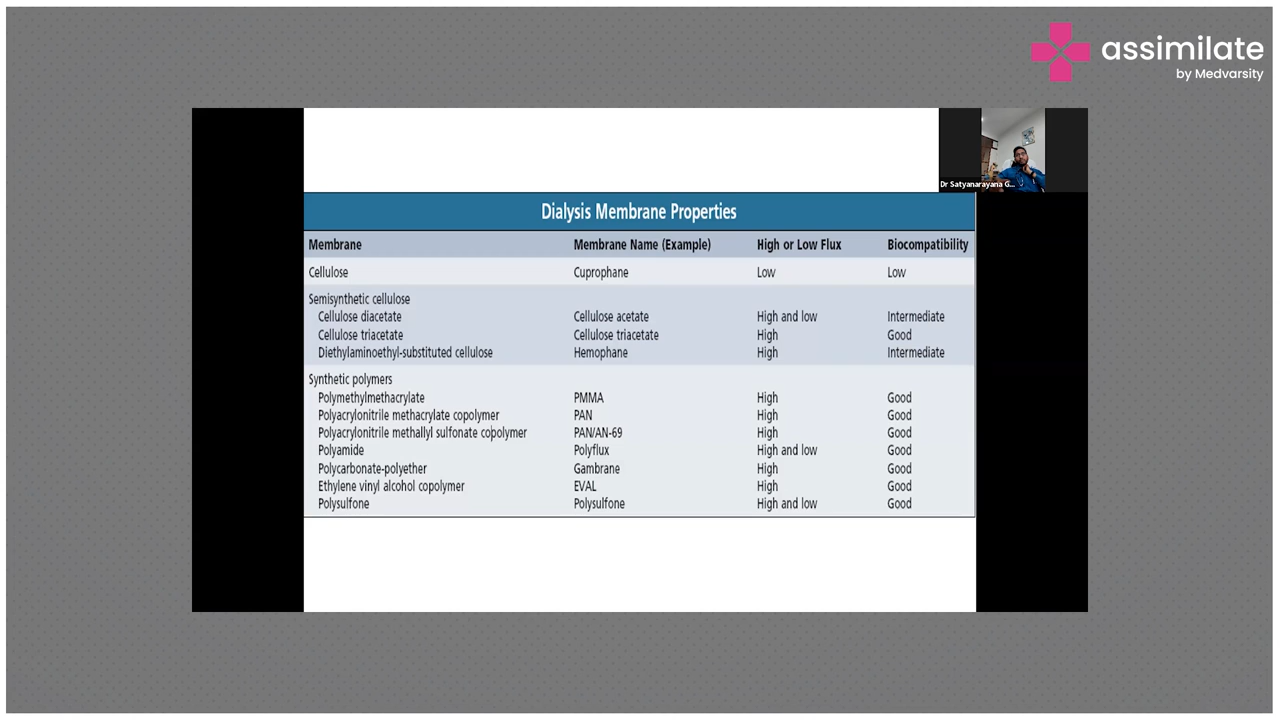 assimilate
by Medvarsity
Dr Satyanarayana G...
Dialysis Membrane Properties
Membrane Membrane Name (Example) High or Low Flux Biocompatibility
Cellulose Cuprophane Low Low
Semisynthetic cellulose
Cellulose diacetate Cellulose acetate High and low Intermediate
Cellulose triacetate Cellulose triacetate High Good
Diethylaminoethyl-substituted cellulose Hemophane High Intermediate
Synthetic polymers
Polymethylmethacrylate PMMA High Good
Polyacrylonitrile methacrylate copolymer PAN High Good
Polyacrylonitrile methallyl sulfonate copolymer PAN/AN-69 High Good
Polyamide Polyflux High and low Good
Polycarbonate-polyether Gambrane High Good
Ethylene vinyl alcohol copolymer EVAL High Good
Polysulfone Polysulfone High and low Good